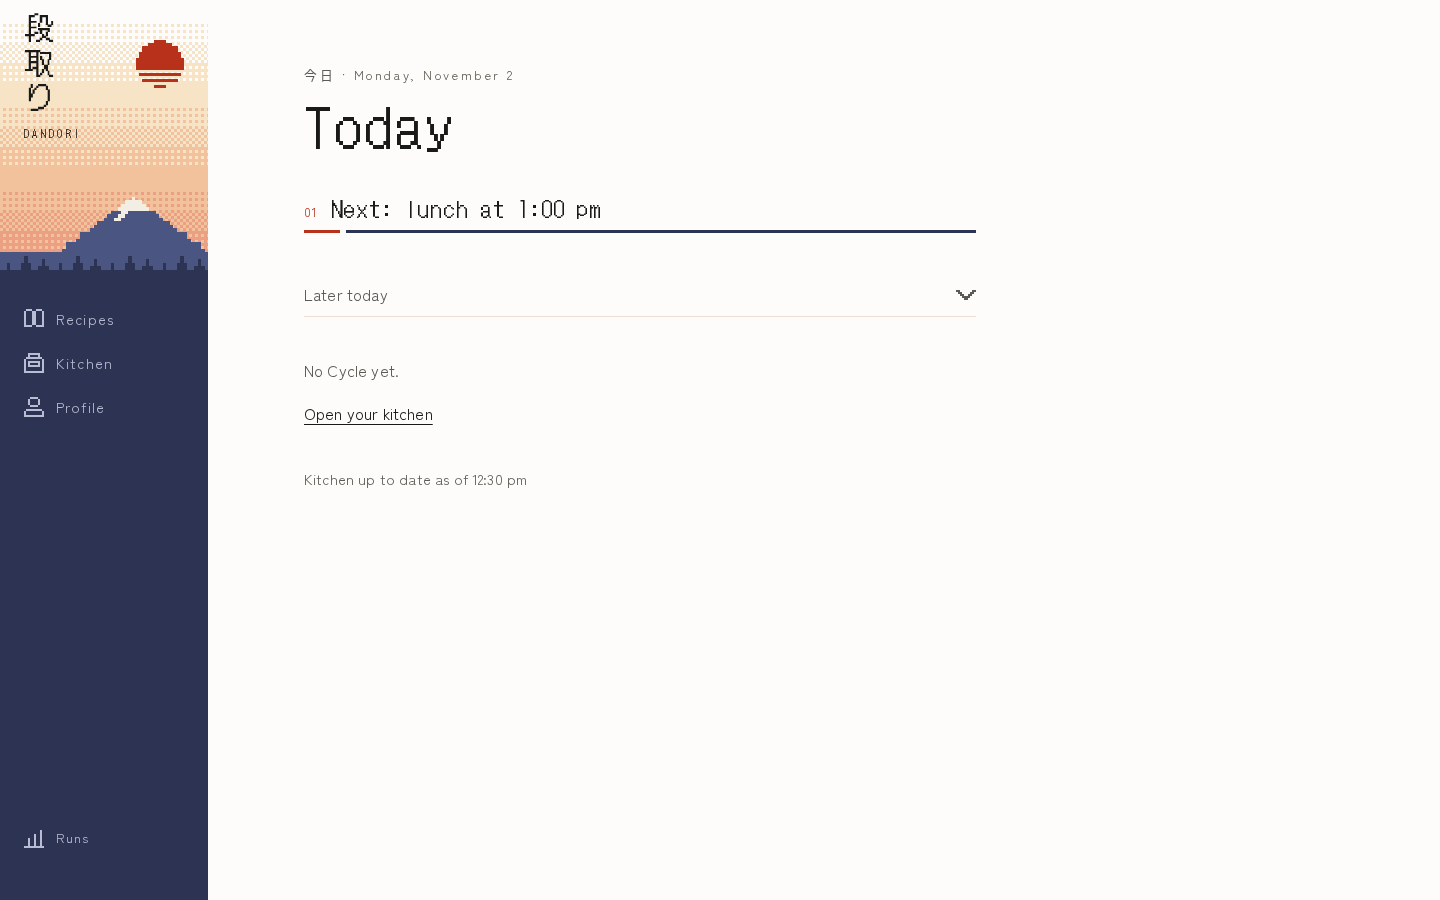 段取り
DANDORI
Recipes
Kitchen
Profile
Runs
今日 · Monday, November 2
Today
01 Next: lunch at 1:00 pm
Later today
No Cycle yet.
Open your kitchen
Kitchen up to date as of 12:30 pm